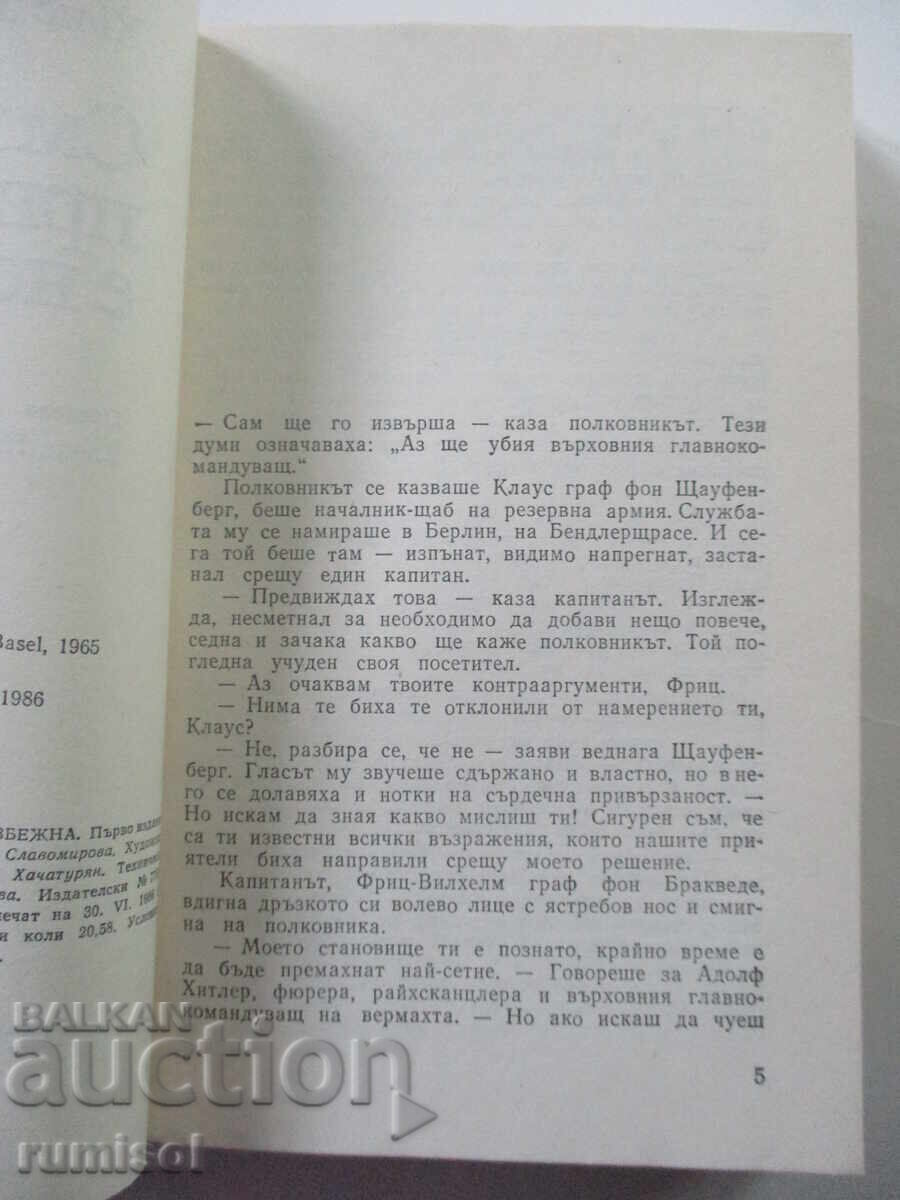 — Сам ще го извърша — каза полковникът. Тези
думи означаваха: „Аз ще убия върховния главноко-
мандуващ.“
Полковникът се казваше Клаус граф фон Щауфен-
берг, беше началник-щаб на резервна армия. Служба-
та му се намираше в Берлин, на Бендлерщрасе. И се-
га той беше там — изпънат, видимо напрегнат, заста-
нал срещу един капитан.
— Предвиждах това — каза капитанът. Изглеж-
да, несметнал за необходимо да добави нещо повече,
седна и зачака какво ще каже полковникът. Той по-
гледна учуден своя посетител.
— Аз очаквам твоите контрааргументи, Фриц.
— Нима те биха те отклонили от намерението ти,
Клаус?
— Не, разбира се, че не — заяви веднага Щауфен-
берг. Гласът му звучеше сдържано и властно, но в не-
го се долавяха и нотки на сърдечна привързаност. —
Но искам да зная какво мислиш ти! Сигурен съм, че
са ти известни всички възражения, които нашите при-
ятели биха направили срещу моето решение.
Капитанът, Фриц-Вилхелм граф фон Бракведе,
вдигна дръзкото си волево лице с ястребов нос и смиг-
на на полковника.
— Моето становище ти е познато, крайно време е
да бъде премахнат най-сетне. — Говореше за Адолф
Хитлер, фюрера, райхсканцлера и върховния главно-
командуващ на вермахта. — Но ако искаш да чуеш
5
Basel, 1965
1986
ЗБЕЖНА. Първо издание
Славомирова. Худож
Хачатурян. Техниче
ва. Издателски №
ечат на 30. VI. 1986
и коли 20,58. Услов
BALKAN
auction
rumisol